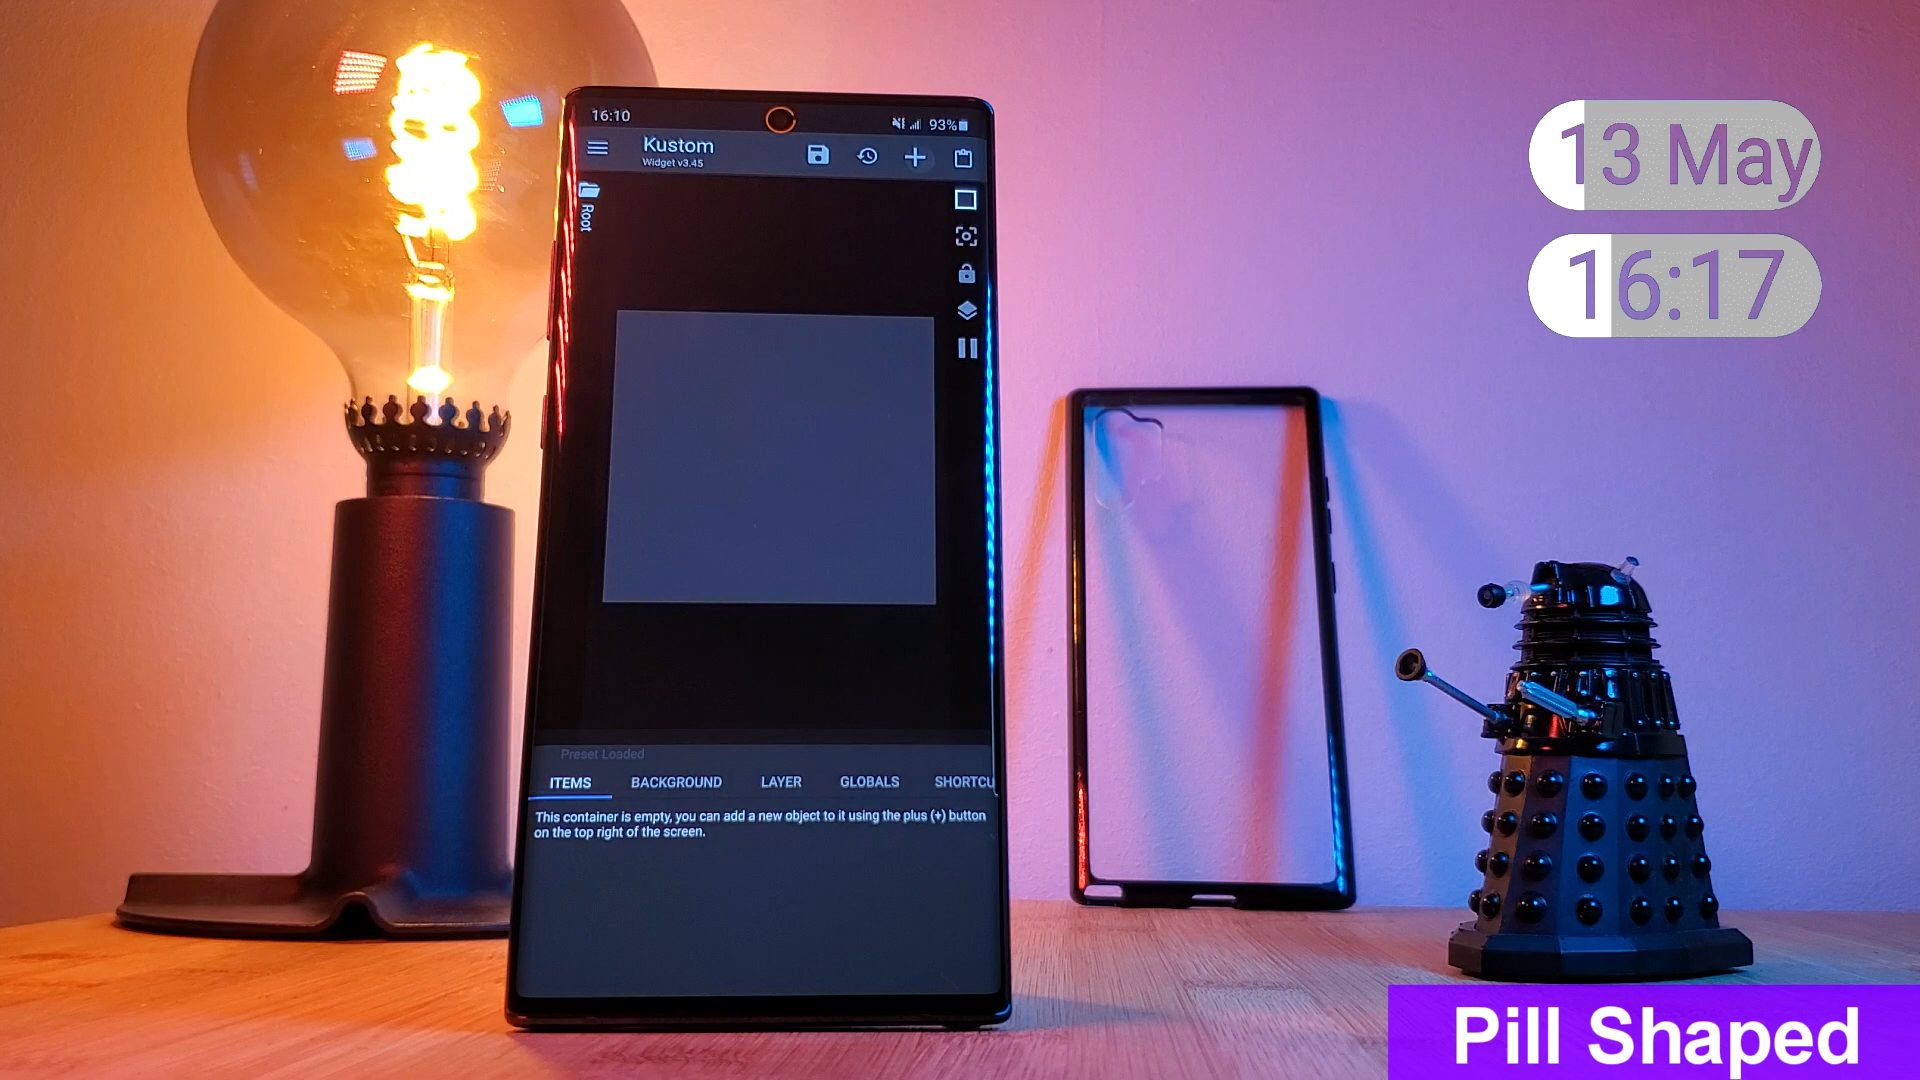 16:10
93%
Kustom
Widget v3.45
Root
13 May
16:17
Preset Loaded
ITEMS BACKGROUND LAYER GLOBALS SHORTCU
This container is empty, you can add a new object to it using the plus (+) button
on the top right of the screen.
Pill Shaped